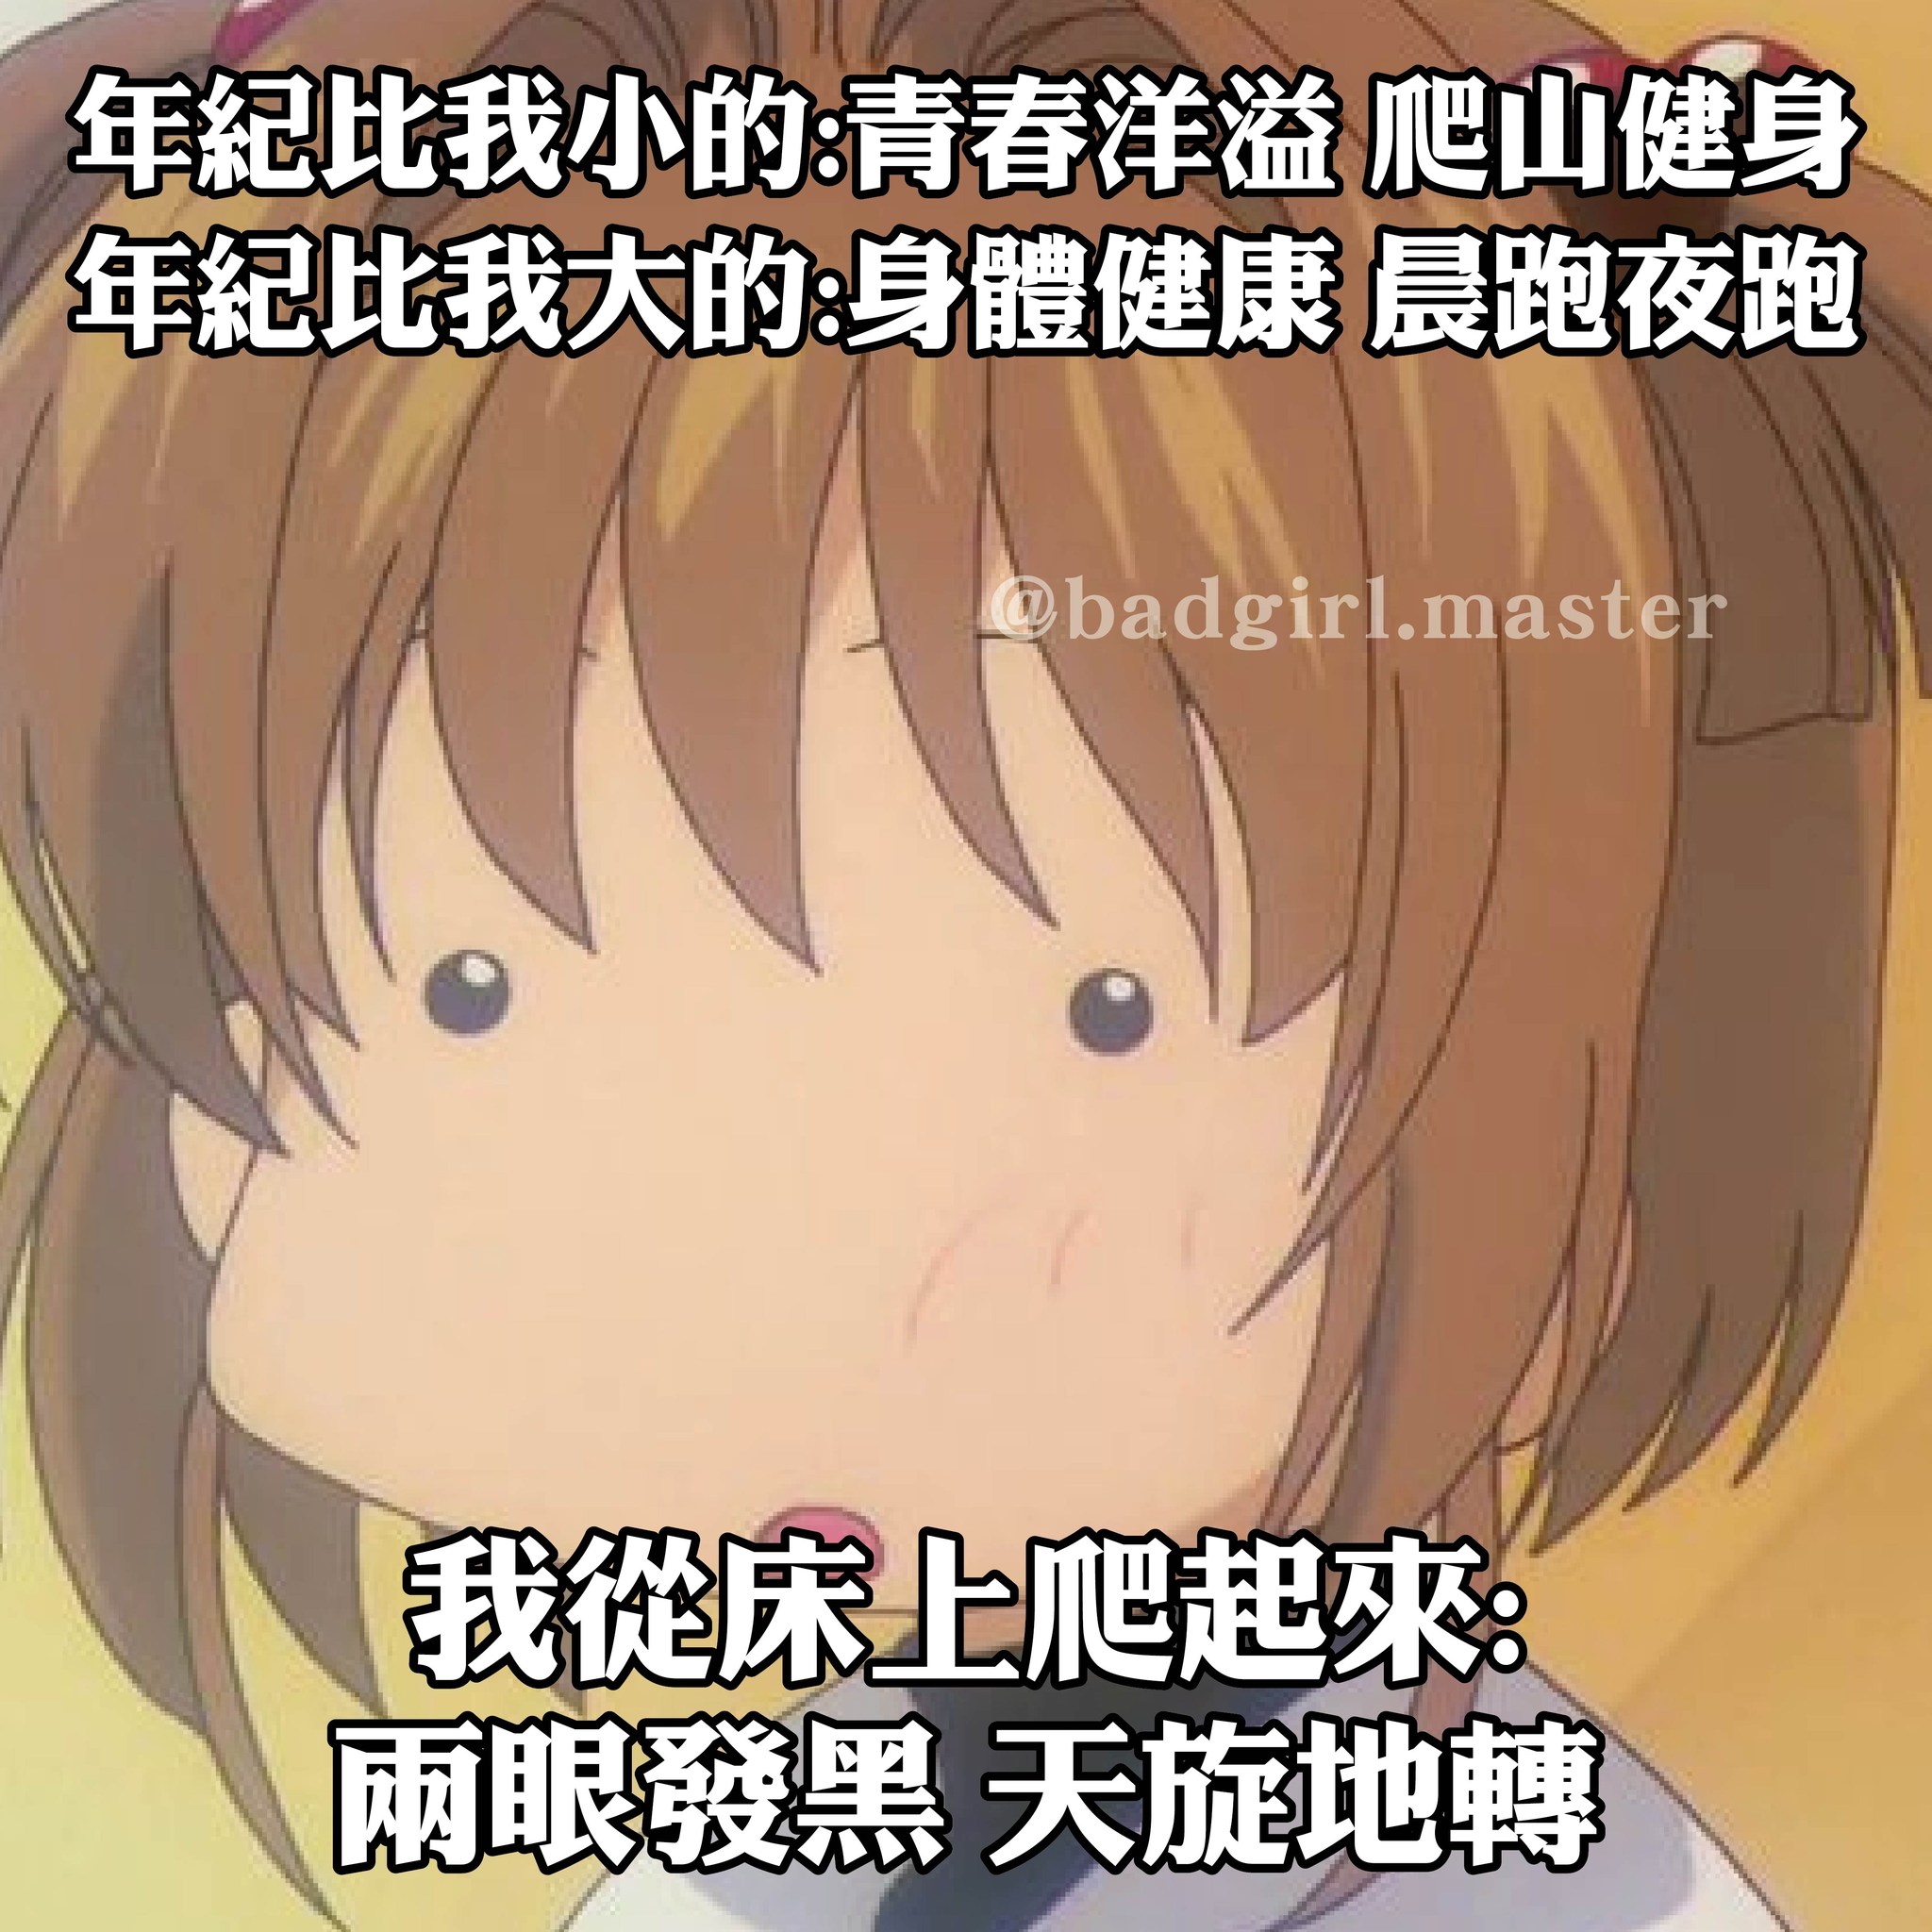 年紀比我小的:青春洋溢 爬山健身
年紀比我大的:身體健康 晨跑夜跑
@badgirl.master
我從床上爬起來:
兩眼發黑 天旋地轉